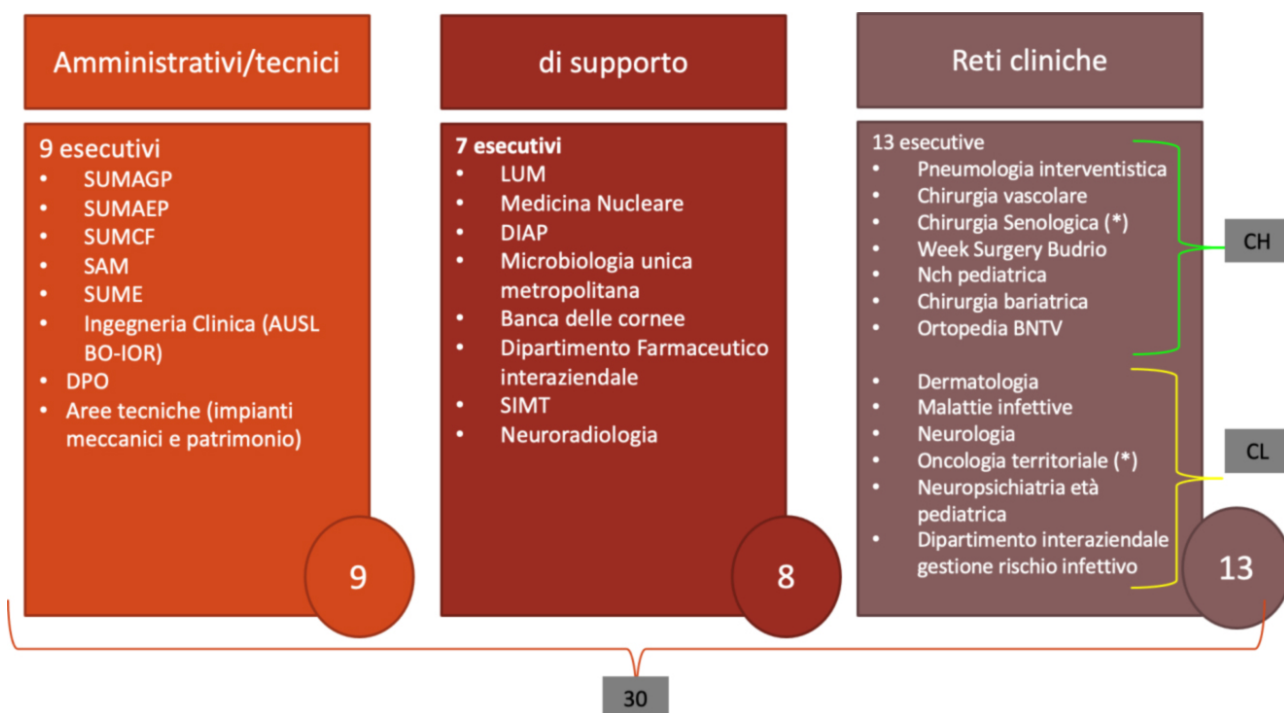 Amministrativi/tecnici
9 esecutivi
• SUMAGP
• SUMAEP
• SUMCF
• SAM
• SUME
• Ingegneria Clinica (AUSL
BO-IOR)
• DPO
• Aree tecniche (impianti
meccanici e patrimonio)
9
di supporto
7 esecutivi
• LUM
• Medicina Nucleare
• DIAP
• Microbiologia unica
metropolitana
• Banca delle cornee
• Dipartimento Farmaceutico
interaziendale
• SIMT
• Neuroradiologia
8
Reti cliniche
13 esecutive
• Pneumologia interventistica
• Chirurgia vascolare
• Chirurgia Senologica (*)
• Week Surgery Budrio
• Nch pediatrica
• Chirurgia bariatrica
• Ortopedia BNTV
CH
• Dermatologia
• Malattie infettive
• Neurologia
• Oncologia territoriale (*)
• Neuropsichiatria età
pediatrica
• Dipartimento interaziendale
gestione rischio infettivo
CL
13
30